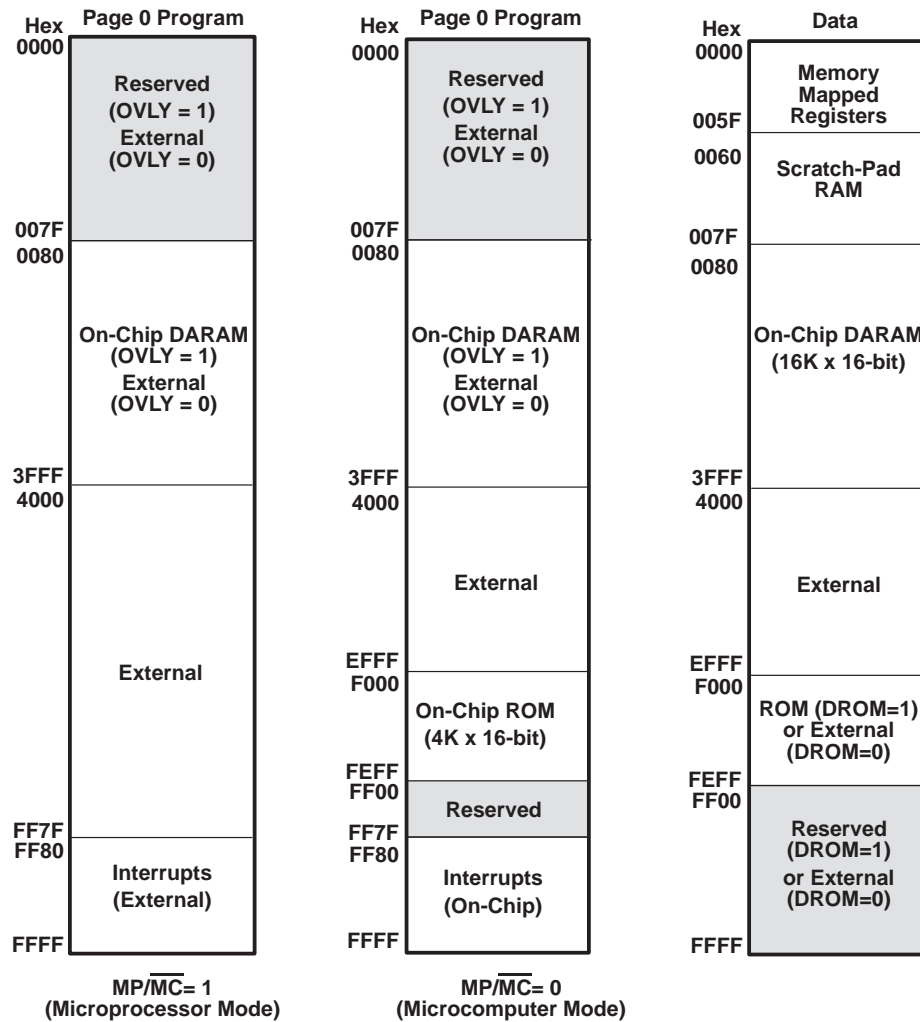 Hex
Page 0 Program
0000
Reserved
(OVLY = 1)
External
(OVLY = 0)
007F
0080
On-Chip DARAM
(OVLY = 1)
External
(OVLY = 0)
3FFF
4000
External
FF7F
FF80
Interrupts
(External)
FFFF
MP/M̅C̅= 1
(Microprocessor Mode)
Hex
Page 0 Program
0000
Reserved
(OVLY = 1)
External
(OVLY = 0)
007F
0080
On-Chip DARAM
(OVLY = 1)
External
(OVLY = 0)
3FFF
4000
External
EFFF
F000
On-Chip ROM
(4K x 16-bit)
FEFF
FF00
Reserved
FF7F
FF80
Interrupts
(On-Chip)
FFFF
MP/M̅C̅= 0
(Microcomputer Mode)
Hex
Data
0000
Memory
Mapped
Registers
005F
0060
Scratch-Pad
RAM
007F
0080
On-Chip DARAM
(16K x 16-bit)
3FFF
4000
External
EFFF
F000
ROM (DROM=1)
or External
(DROM=0)
FEFF
FF00
Reserved
(DROM=1)
or External
(DROM=0)
FFFF